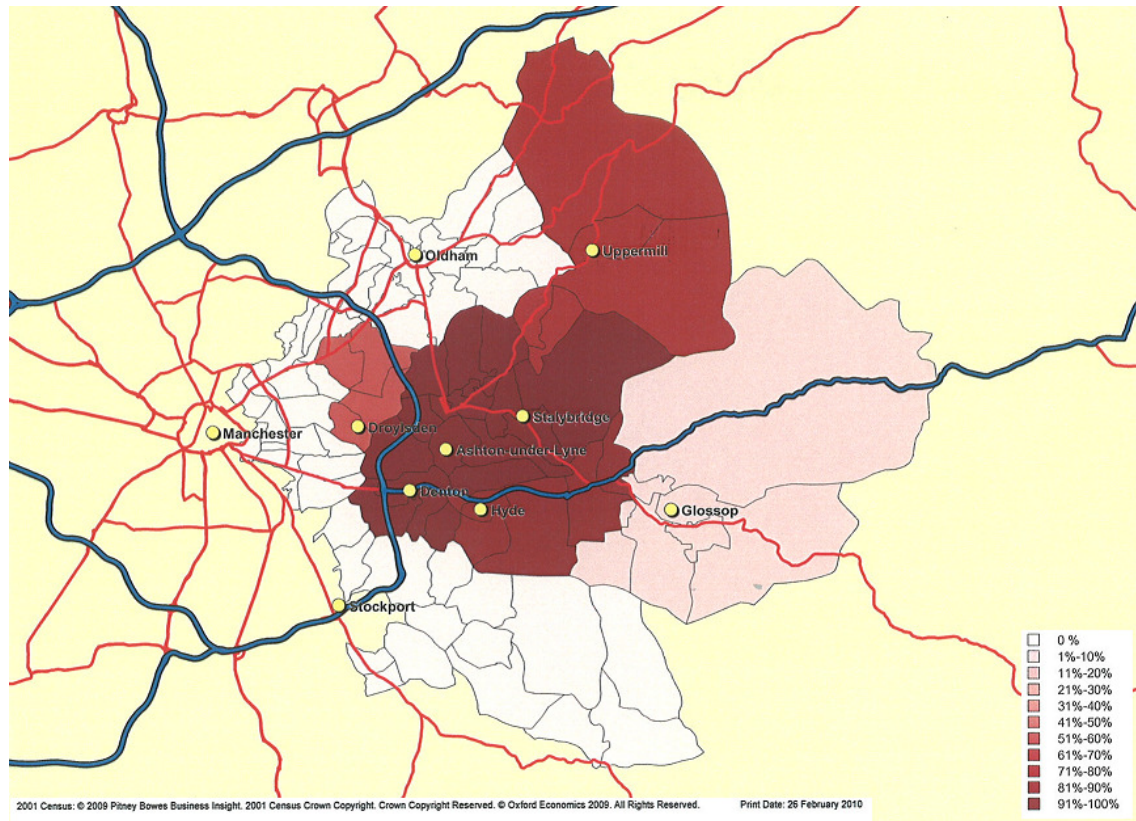 Uppermill
Oldham
Stalybridge
Droylsden
Manchester
Ashton-under-Lyne
Denton
Hyde
Glossop
Stockport
0 %
1%-10%
11%-20%
21%-30%
31%-40%
41%-50%
51%-60%
61%-70%
71%-80%
81%-90%
91%-100%
2001 Census: © 2009 Pitney Bowes Business Insight. 2001 Census Crown Copyright. Crown Copyright Reserved. © Oxford Economics 2009. All Rights Reserved. Print Date: 26 February 2010